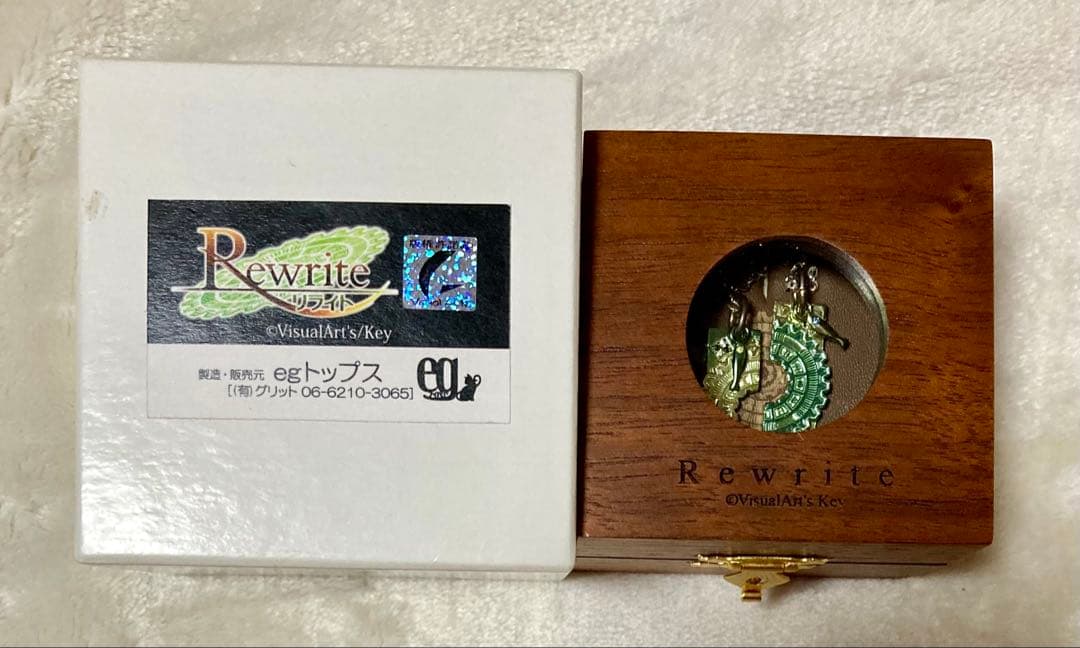 Rewrite
リライト
©VisualArt's/Key
製造・販売元 egトップス
[(有)グリット 06-6210-3065]
eg
Rewrite
©VisualArt's Key